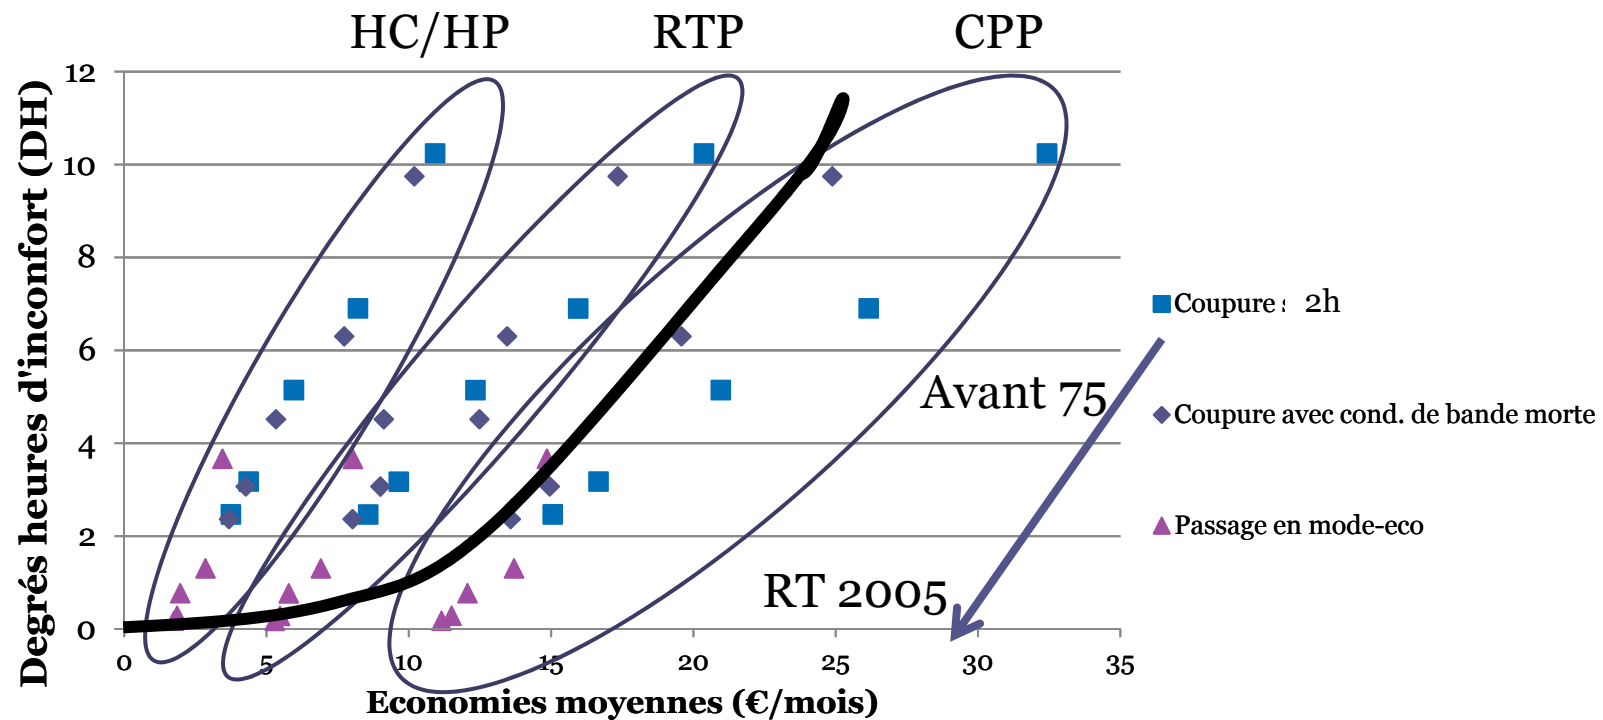 HC/HP RTP CPP
Degrés heures d'inconfort (DH)
12
10
8
6
4
2
0
0 5 10 15 20 25 30 35
Economies moyennes (€/mois)
Avant 75
RT 2005
Coupure 2h
Coupure avec cond. de bande morte
Passage en mode-eco